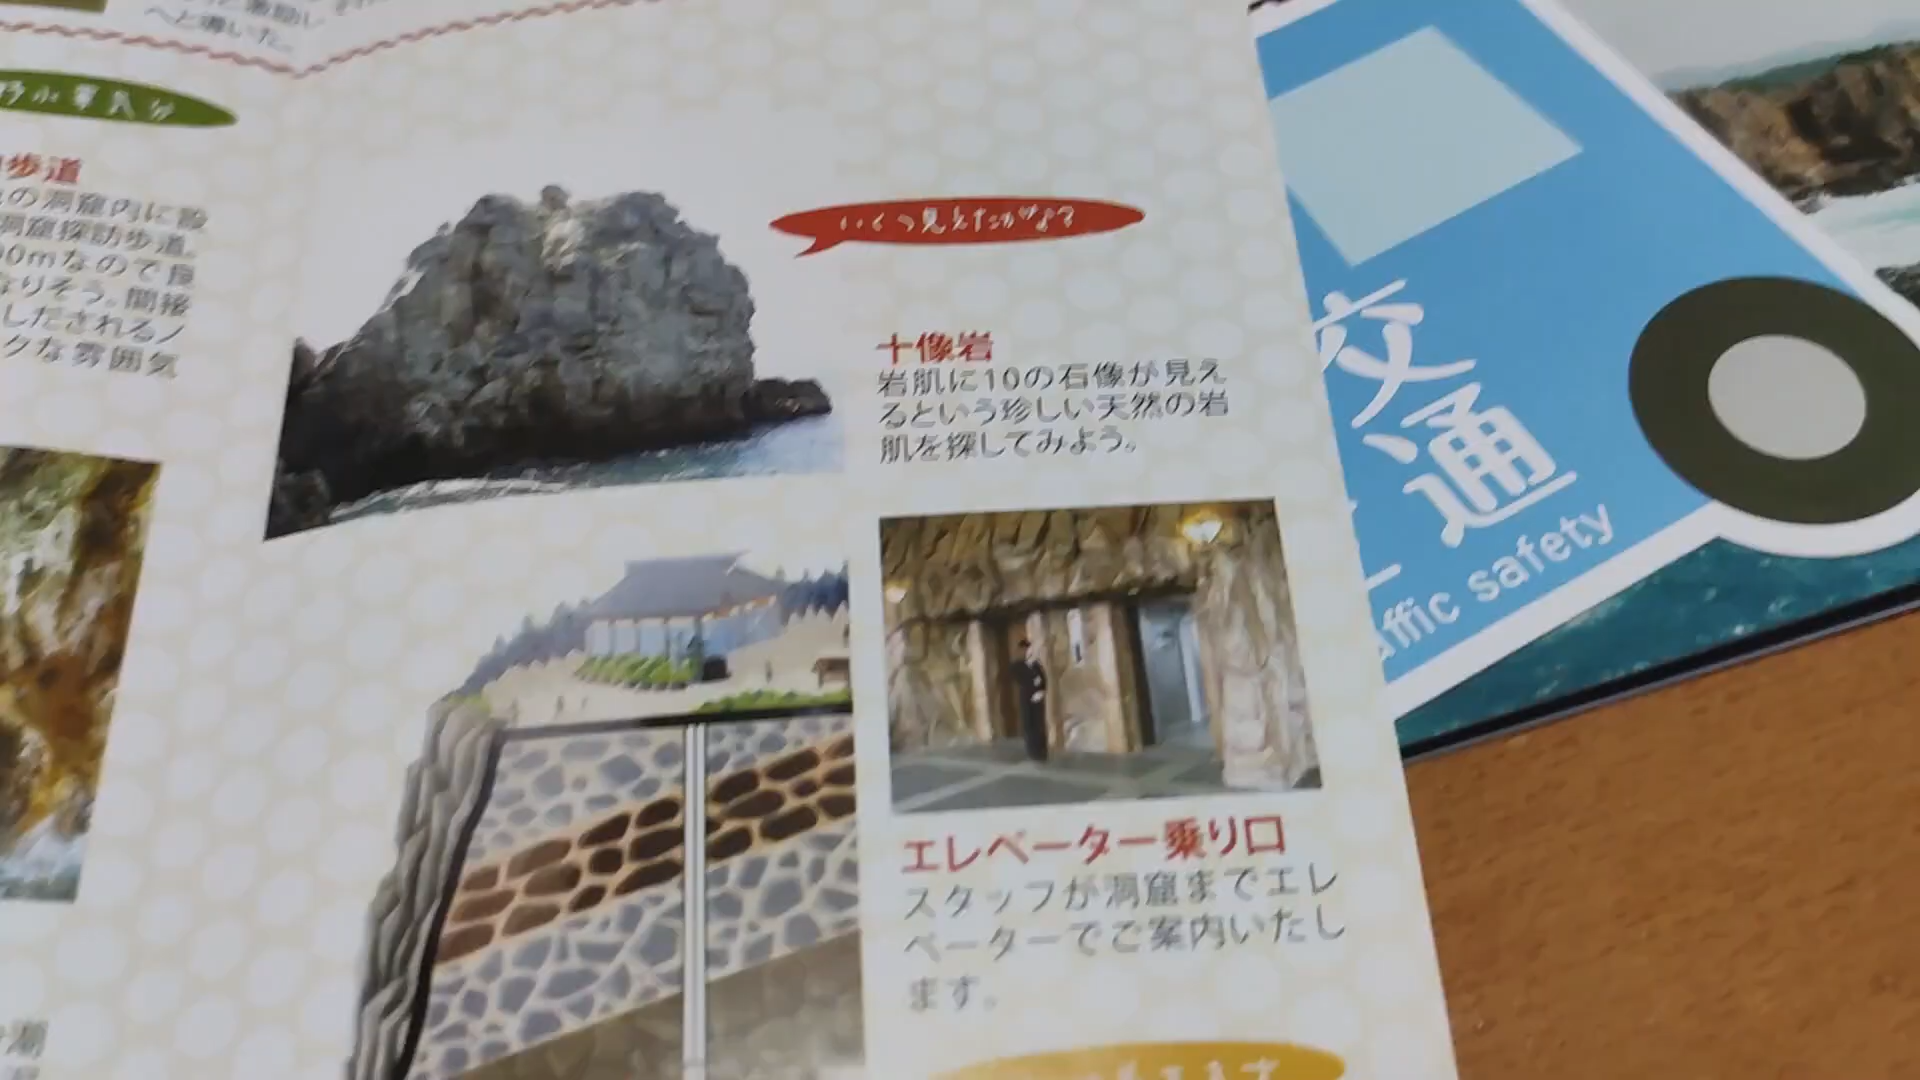 へと導いた。
歩道
の洞窟内に設
洞窟探訪歩道。
0mなので良
なりそう。間接
しだされるノ
クな雰囲気
いくつ見えたかな？
十像岩
岩肌に10の石像が見え
るという珍しい天然の岩
肌を探してみよう。
エレベーター乗り口
スタッフが洞窟までエレ
ベーターでご案内いたし
ます。
交通
affic safety